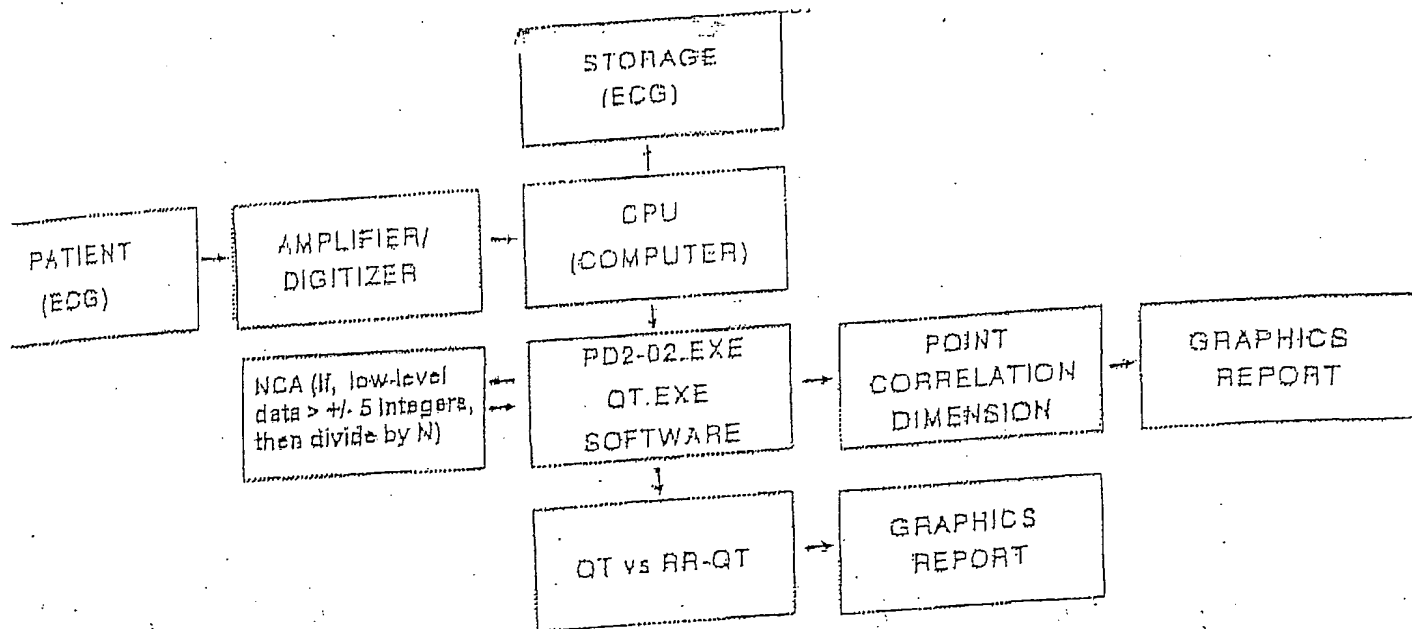 STORAGE
(ECG)
PATIENT
(ECG)
AMPLIFIER/
DIGITIZER
CPU
(COMPUTER)
NCA (If, low-level
data > +/- 5 integers,
then divide by N)
PD2-02.EXE
QT.EXE
SOFTWARE
POINT
CORRELATION
DIMENSION
GRAPHICS
REPORT
QT vs RR-QT
GRAPHICS
REPORT